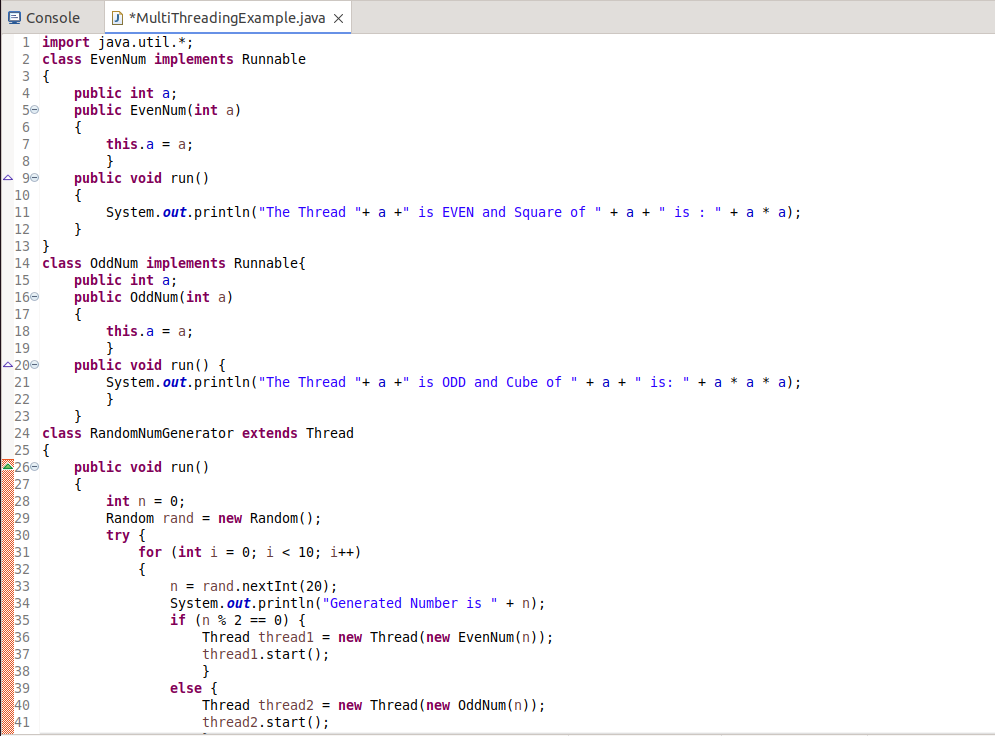 Console *MultiThreadingExample.java
1 import java.util.*;
2 class EvenNum implements Runnable
3 {
4     public int a;
5     public EvenNum(int a)
6     {
7         this.a = a;
8         }
9     public void run()
10     {
11         System.out.println("The Thread "+ a +" is EVEN and Square of " + a + " is : " + a * a);
12     }
13 }
14 class OddNum implements Runnable{
15     public int a;
16     public OddNum(int a)
17     {
18         this.a = a;
19         }
20     public void run() {
21         System.out.println("The Thread "+ a +" is ODD and Cube of " + a + " is: " + a * a * a);
22         }
23     }
24 class RandomNumGenerator extends Thread
25 {
26     public void run()
27     {
28         int n = 0;
29         Random rand = new Random();
30         try {
31             for (int i = 0; i < 10; i++)
32             {
33                 n = rand.nextInt(20);
34                 System.out.println("Generated Number is " + n);
35                 if (n % 2 == 0) {
36                     Thread thread1 = new Thread(new EvenNum(n));
37                     thread1.start();
38                     }
39                 else {
40                     Thread thread2 = new Thread(new OddNum(n));
41                     thread2.start();